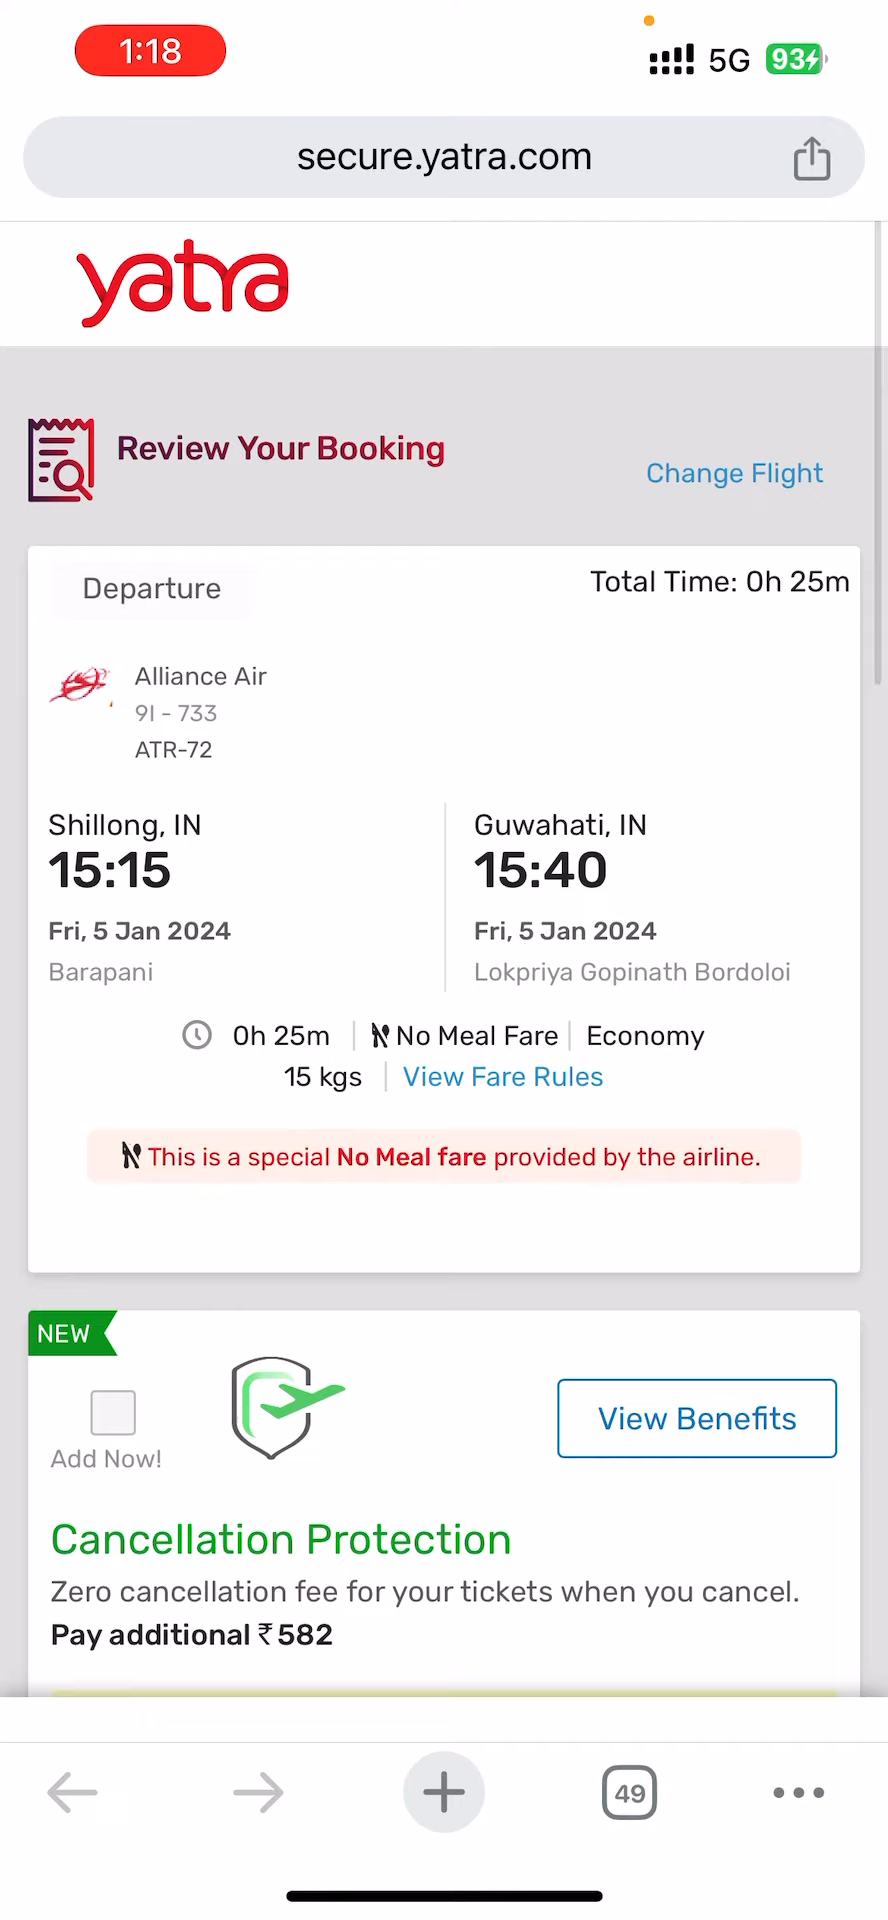 1:18
5G 93
secure.yatra.com
yatra
Review Your Booking
Change Flight
Departure
Total Time: 0h 25m
Alliance Air
9I - 733
ATR-72
Shillong, IN
15:15
Fri, 5 Jan 2024
Barapani
Guwahati, IN
15:40
Fri, 5 Jan 2024
Lokpriya Gopinath Bordoloi
0h 25m No Meal Fare Economy
15 kgs View Fare Rules
This is a special No Meal fare provided by the airline.
NEW
Add Now!
View Benefits
Cancellation Protection
Zero cancellation fee for your tickets when you cancel.
Pay additional ₹582
49